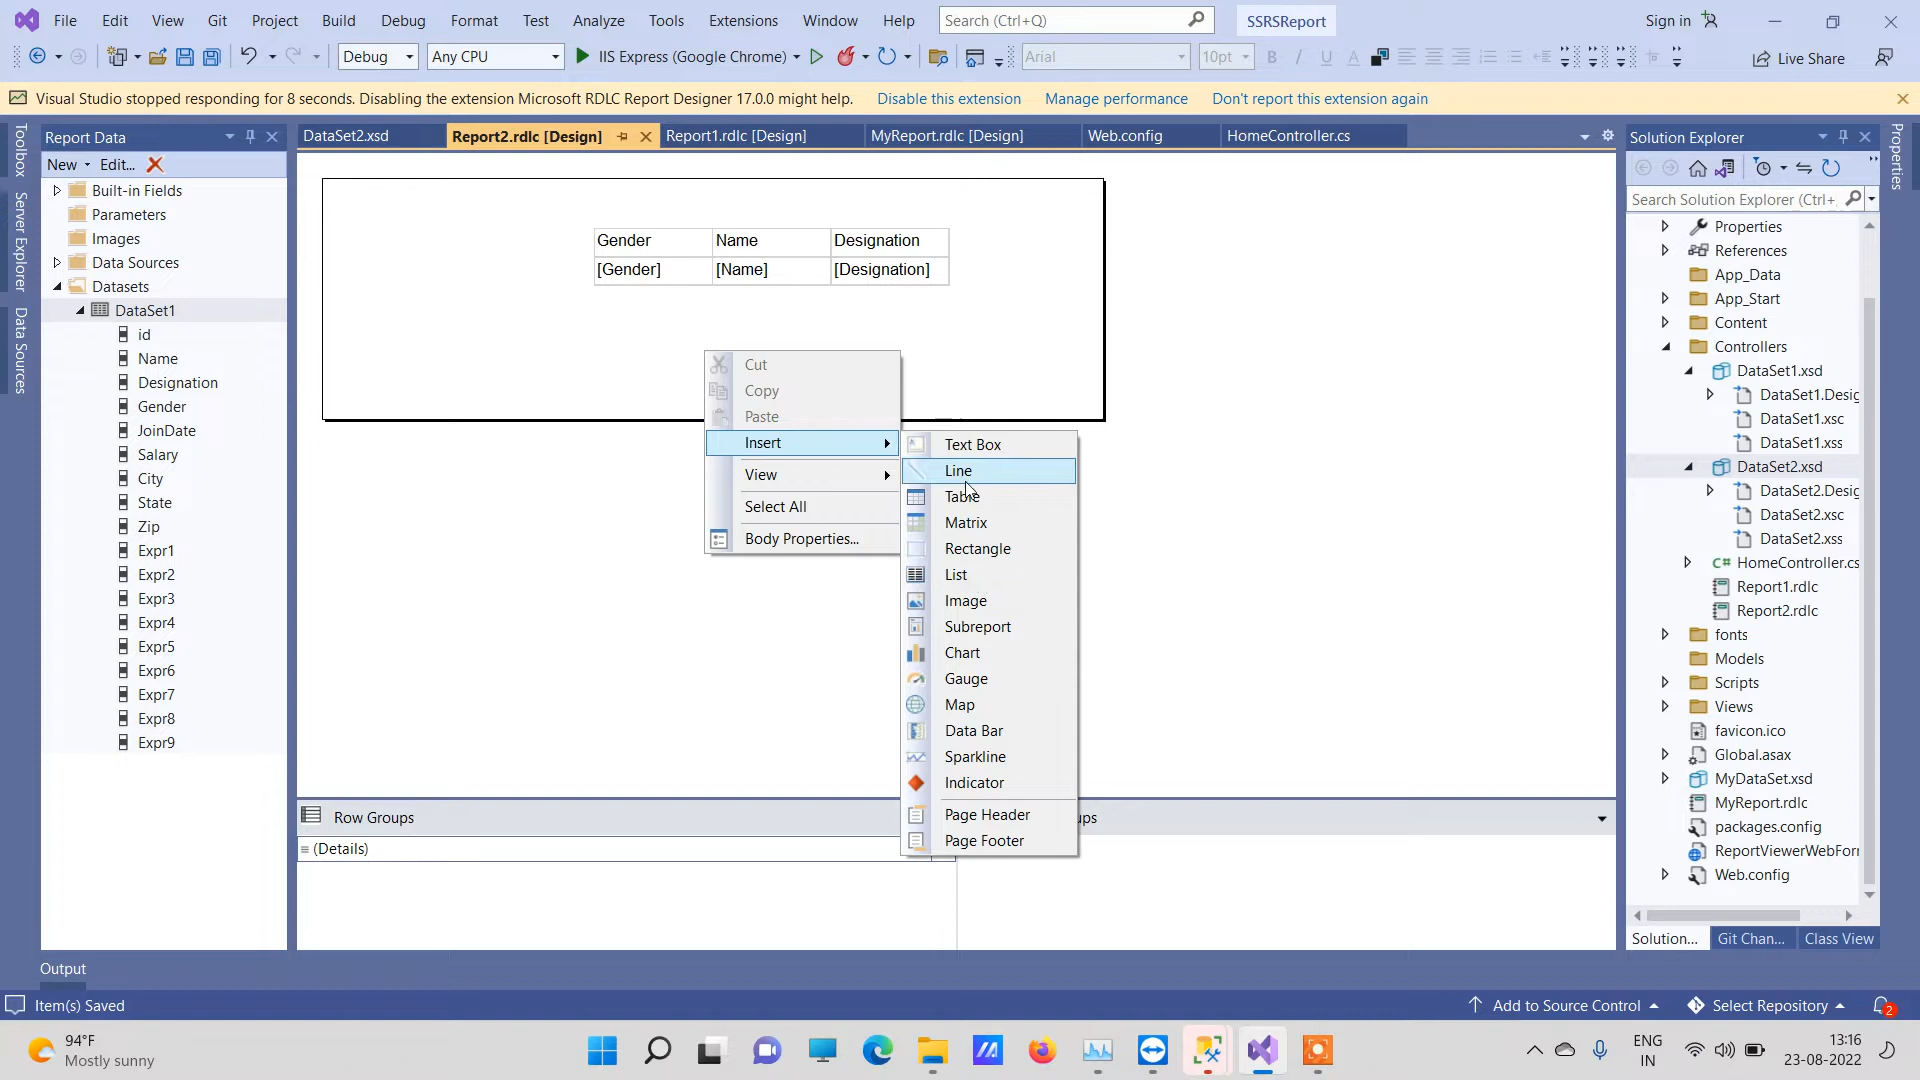 File Edit View Git Project Build Debug Format Test Analyze Tools Extensions Window Help Search (Ctrl+Q) SSRSReport Sign in
Debug Any CPU IIS Express (Google Chrome) Arial 10pt B I U A Live Share
Visual Studio stopped responding for 8 seconds. Disabling the extension Microsoft RDLC Report Designer 17.0.0 might help. Disable this extension Manage performance Don't report this extension again
Toolbox
Server Explorer
Data Sources
Report Data
New Edit...
Built-in Fields
Parameters
Images
Data Sources
Datasets
DataSet1
id
Name
Designation
Gender
JoinDate
Salary
City
State
Zip
Expr1
Expr2
Expr3
Expr4
Expr5
Expr6
Expr7
Expr8
Expr9
DataSet2.xsd Report2.rdlc [Design] Report1.rdlc [Design] MyReport.rdlc [Design] Web.config HomeController.cs
Gender Name Designation
[Gender] [Name] [Designation]
Cut
Copy
Paste
Insert
View
Select All
Body Properties...
Text Box
Line
Table
Matrix
Rectangle
List
Image
Subreport
Chart
Gauge
Map
Data Bar
Sparkline
Indicator
Page Header
Page Footer
Row Groups
(Details)
ups
Solution Explorer
Search Solution Explorer (Ctrl+
Properties
References
App_Data
App_Start
Content
Controllers
DataSet1.xsd
DataSet1.Desig
DataSet1.xsc
DataSet1.xss
DataSet2.xsd
DataSet2.Desig
DataSet2.xsc
DataSet2.xss
HomeController.cs
Report1.rdlc
Report2.rdlc
fonts
Models
Scripts
Views
favicon.ico
Global.asax
MyDataSet.xsd
MyReport.rdlc
packages.config
ReportViewerWebForr
Web.config
Solution... Git Chan... Class View
Properties
Output
Item(s) Saved Add to Source Control Select Repository 2
94°F
Mostly sunny
ENG
IN
13:16
23-08-2022